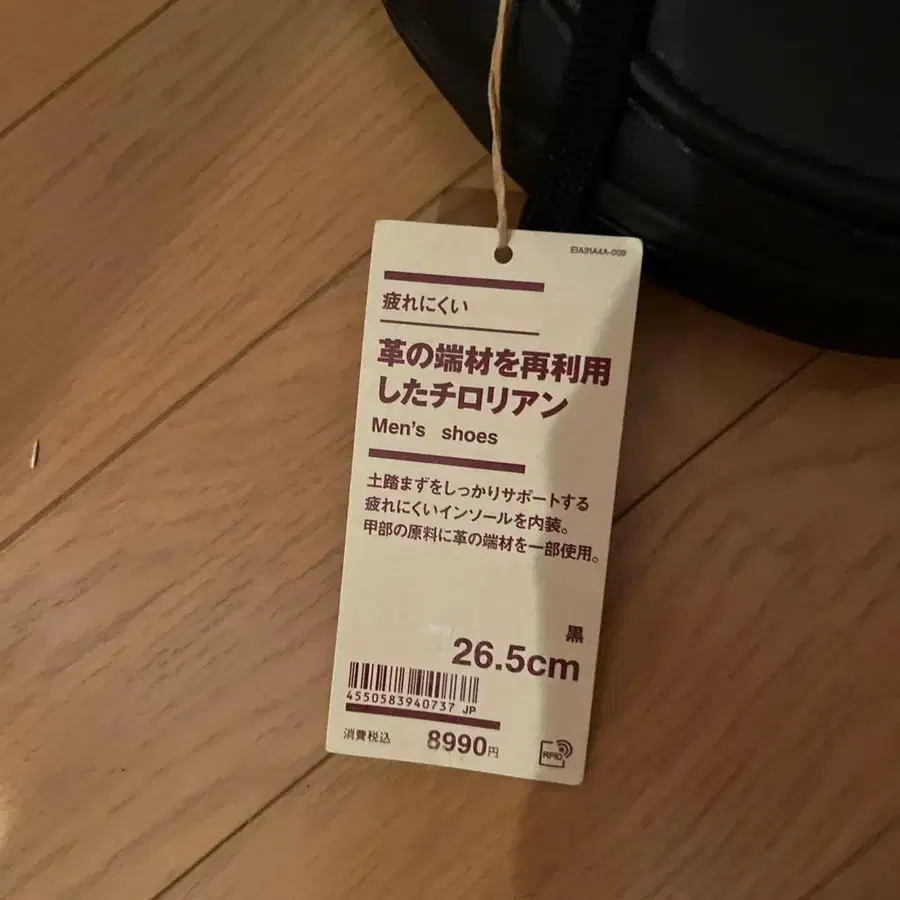 EIA31A4A-009
疲れにくい
革の端材を再利用
したチロリアン
Men's shoes
土踏まずをしっかりサポートする
疲れにくいインソールを内装。
甲部の原料に革の端材を一部使用。
黒
26.5cm
4550583940737 JP
消費税込 8990円
RFID